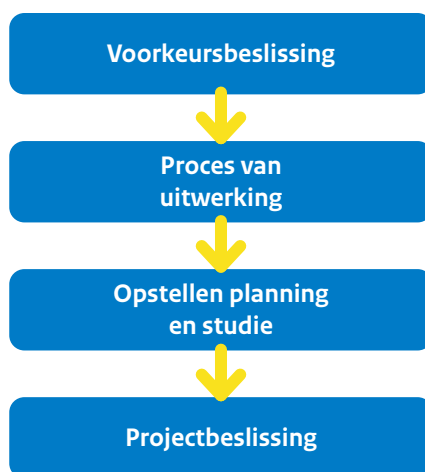 Voorkeursbeslissing
Proces van
uitwerking
Opstellen planning
en studie
Projectbeslissing